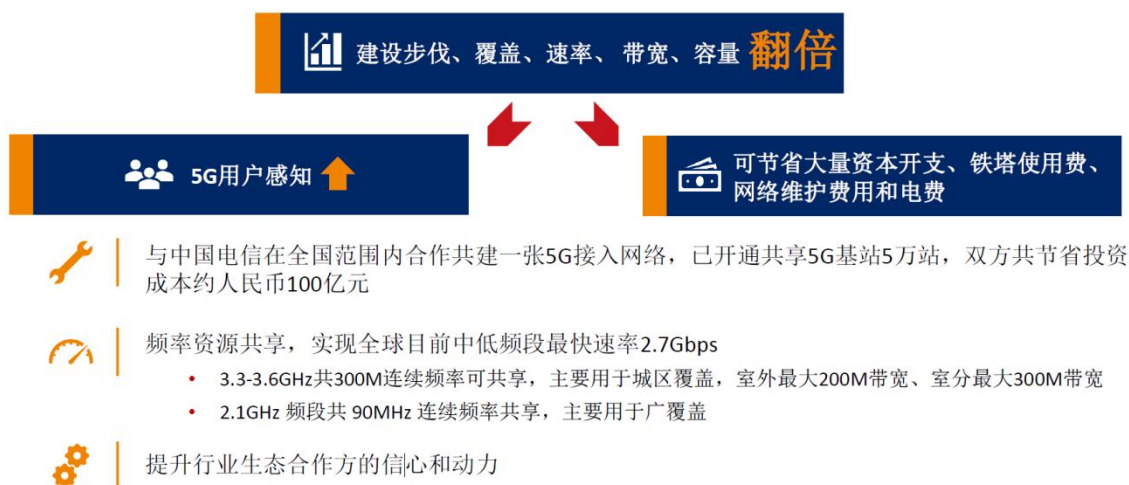 建设步伐、覆盖、速率、 带宽、容量 翻倍
5G用户感知
可节省大量资本开支、铁塔使用费、
网络维护费用和电费
与中国电信在全国范围内合作共建一张5G接入网络，已开通共享5G基站5万站，双方共节省投资
成本约人民币100亿元
频率资源共享，实现全球目前中低频段最快速率2.7Gbps
• 3.3-3.6GHz共300M连续频率可共享，主要用于城区覆盖，室外最大200M带宽、室分最大300M带宽
• 2.1GHz 频段共 90MHz 连续频率共享，主要用于广覆盖
提升行业生态合作方的信心和动力